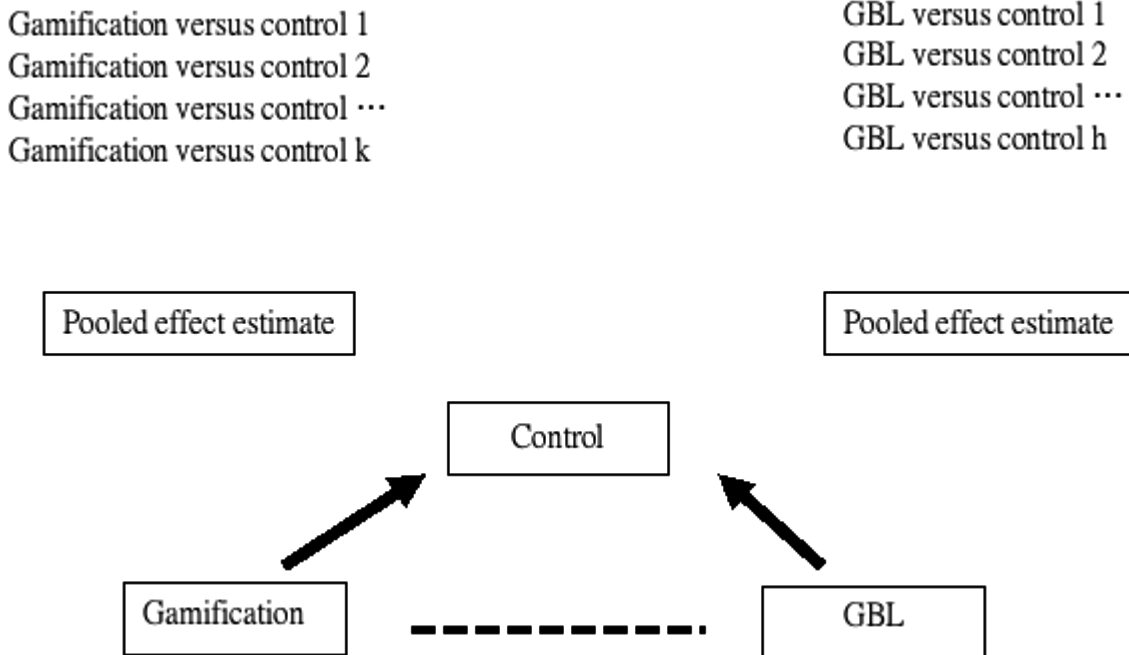 Gamification versus control 1
Gamification versus control 2
Gamification versus control ⋯
Gamification versus control k
GBL versus control 1
GBL versus control 2
GBL versus control ⋯
GBL versus control h
Pooled effect estimate
Pooled effect estimate
Control
Gamification
GBL